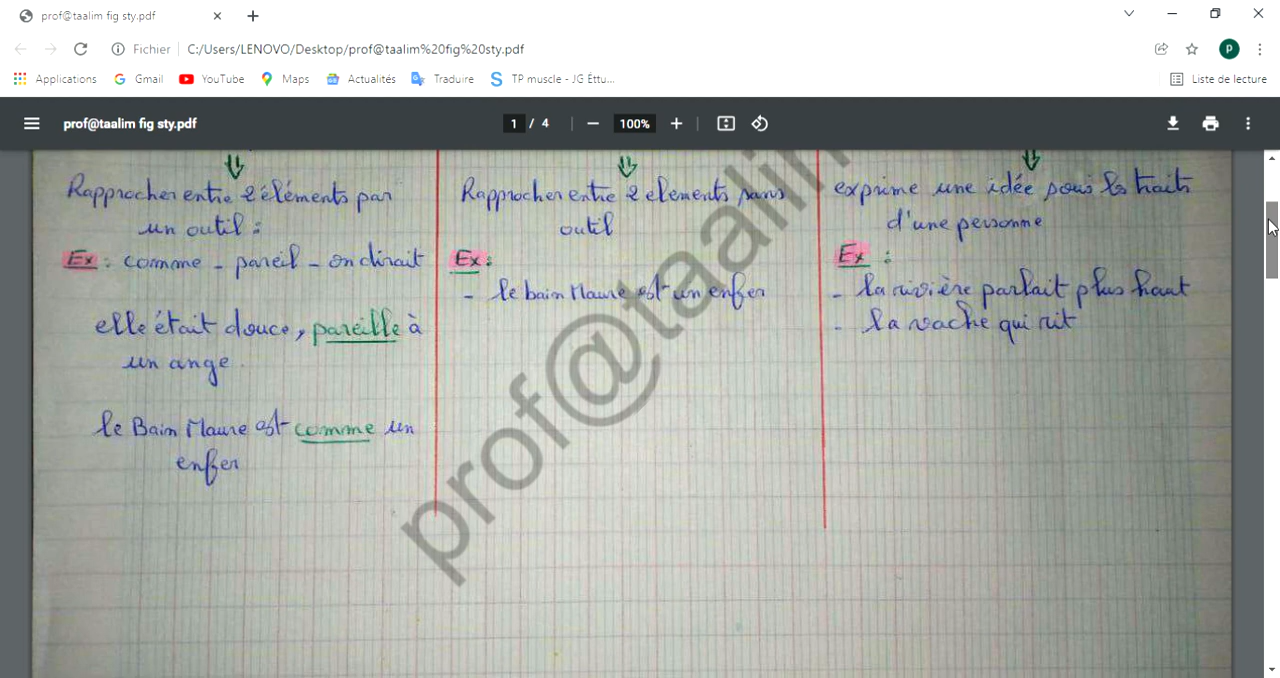 prof@taalim fig sty.pdf
Fichier
C:/Users/LENOVO/Desktop/prof@taalim%20fig%20sty.pdf
P
Applications
Gmail
YouTube
Maps
Actualités
Traduire
TP muscle - JG Éttu...
Liste de lecture
prof@taalim fig sty.pdf
1 / 4
100%
Rapprocher entre 2 éléments par
un outil :
Ex : comme - pareil - on dirait
elle était douce, pareille à
un ange.
le Bain Maure est comme un
enfer
Rapprocher entre 2 elements sans
outil
Ex :
- le bain Maure est un enfer
exprime une idée sous les traits
d'une personne
Ex :
- la rivière parlait plus haut
- la vache qui rit
prof@taalim